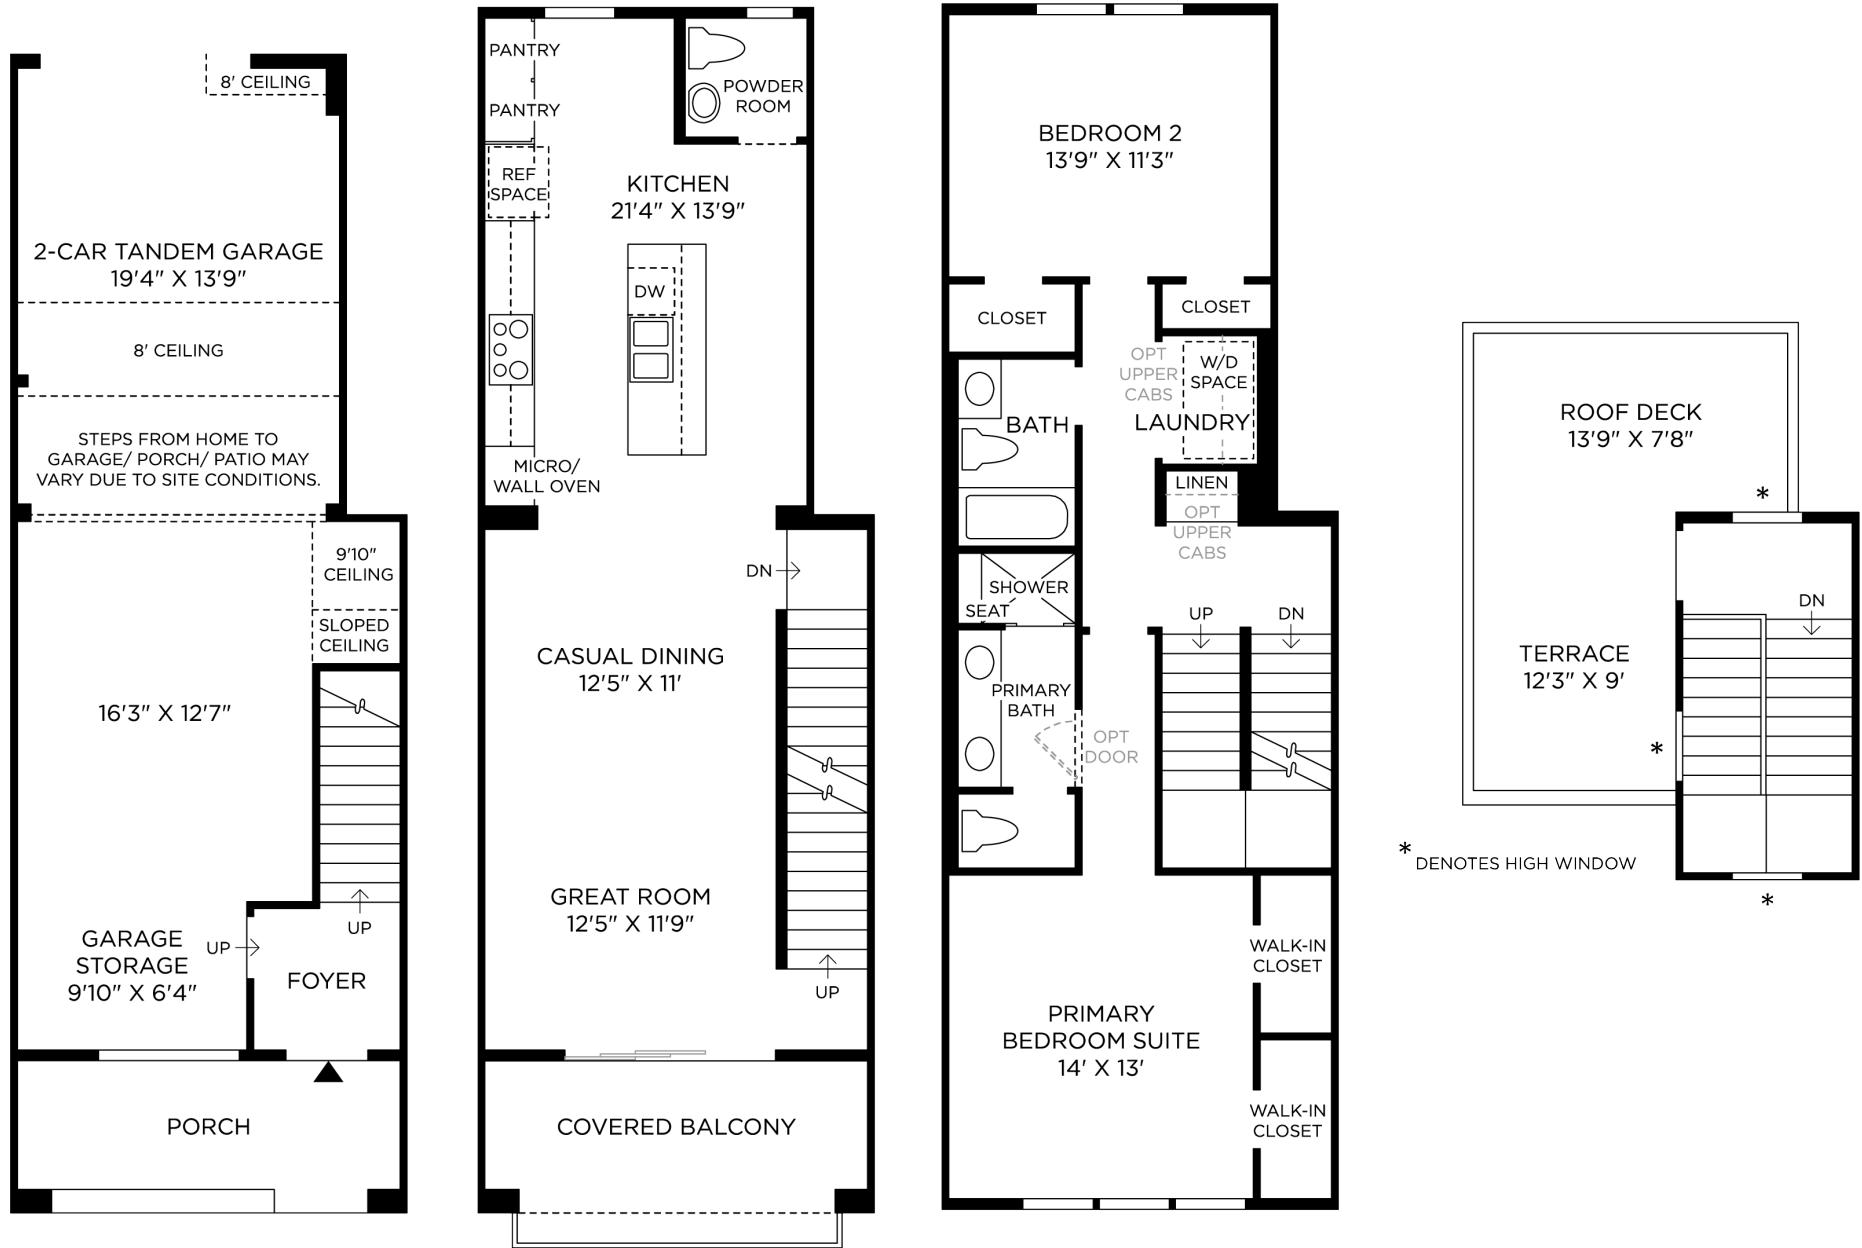 8' CEILING
2-CAR TANDEM GARAGE
19'4" X 13'9"
8' CEILING
STEPS FROM HOME TO
GARAGE/ PORCH/ PATIO MAY
VARY DUE TO SITE CONDITIONS.
9'10"
CEILING
SLOPED
CEILING
16'3" X 12'7"
UP
GARAGE
STORAGE
9'10" X 6'4"
UP
FOYER
PORCH
PANTRY
PANTRY
POWDER
ROOM
REF
SPACE
KITCHEN
21'4" X 13'9"
DW
MICRO/
WALL OVEN
DN
CASUAL DINING
12'5" X 11'
GREAT ROOM
12'5" X 11'9"
UP
COVERED BALCONY
BEDROOM 2
13'9" X 11'3"
CLOSET
CLOSET
OPT
UPPER
CABS
W/D
SPACE
BATH
LAUNDRY
LINEN
OPT
UPPER
CABS
SHOWER
SEAT
UP
DN
PRIMARY
BATH
OPT
DOOR
WALK-IN
CLOSET
PRIMARY
BEDROOM SUITE
14' X 13'
WALK-IN
CLOSET
ROOF DECK
13'9" X 7'8"
*
DN
TERRACE
12'3" X 9'
*
* DENOTES HIGH WINDOW
*